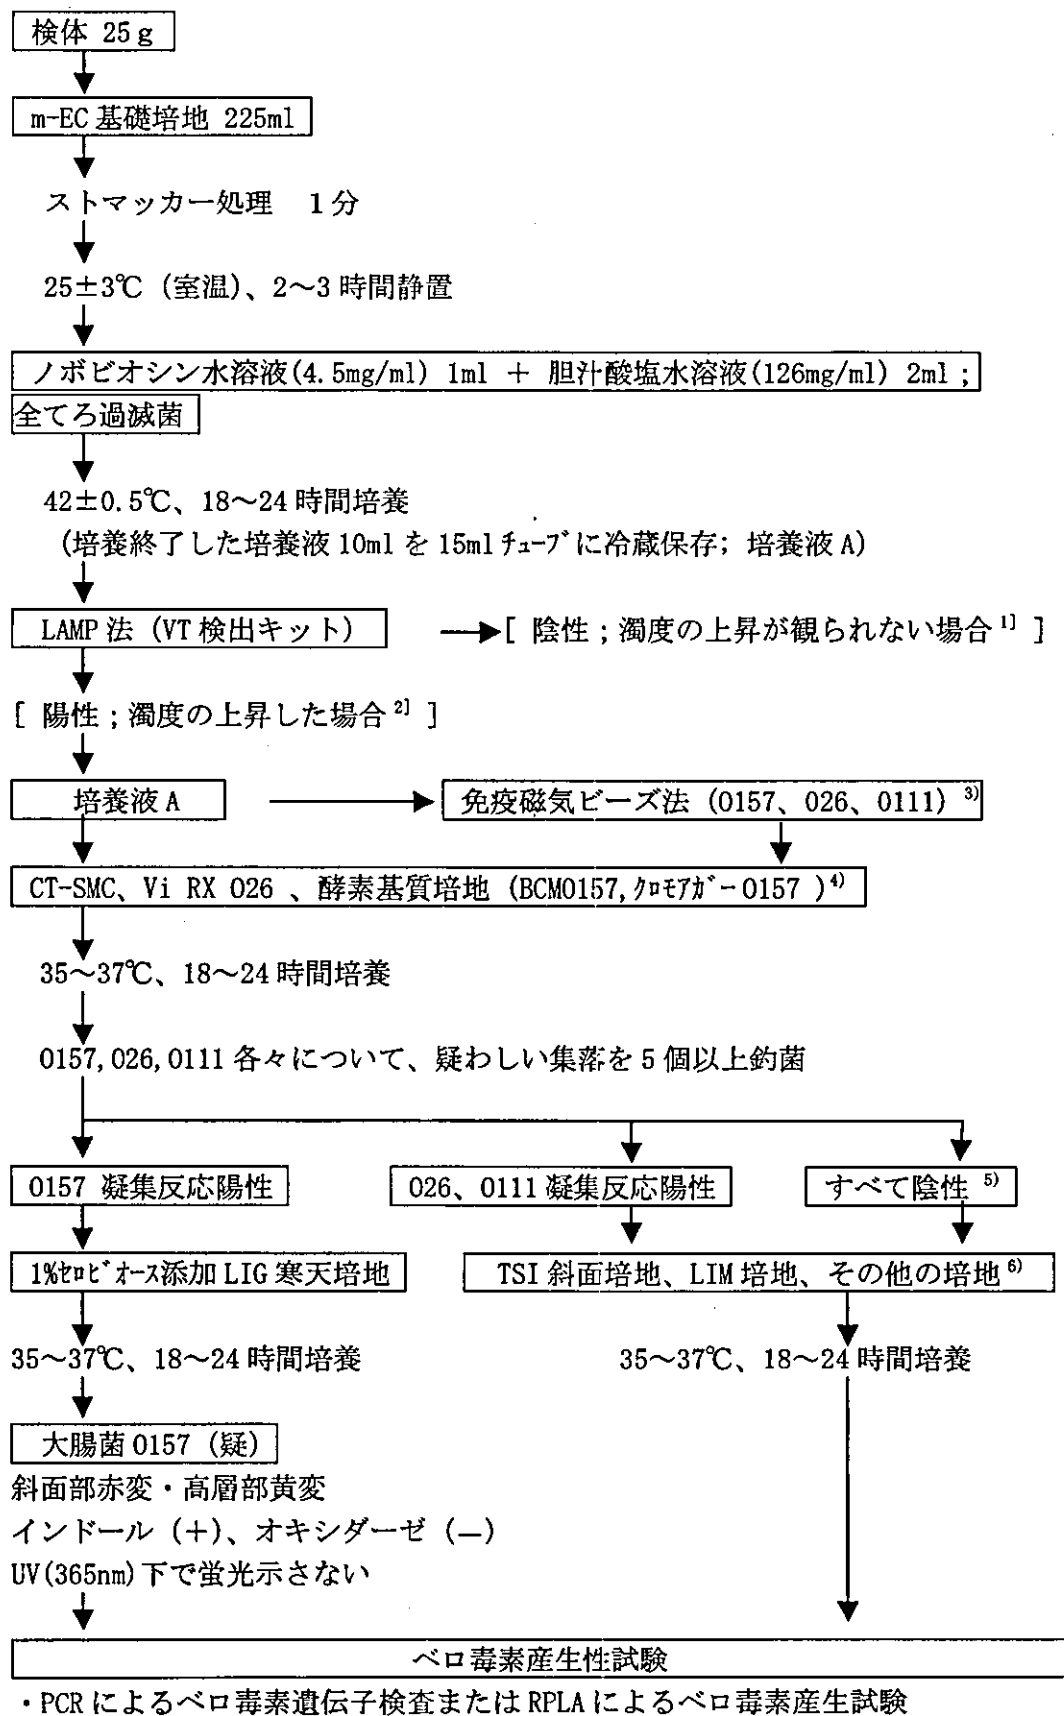 検体 25g
m-EC 基礎培地 225ml
ストマッカー処理 1分
25±3℃ (室温)、2～3 時間静置
ノボビオシン水溶液(4.5mg/ml) 1ml ＋ 胆汁酸塩水溶液(126mg/ml) 2ml ;
全てろ過滅菌
42±0.5℃、18～24 時間培養
(培養終了した培養液 10ml を 15ml チューブに冷蔵保存; 培養液 A)
LAMP 法 (VT 検出キット) [ 陰性 ; 濁度の上昇が観られない場合 1] ]
[ 陽性 ; 濁度の上昇した場合 2] ]
培養液 A 免疫磁気ビーズ法 (O157、O26、O111) 3)
CT-SMC、Vi RX O26 、酵素基質培地 (BCMO157,クロモアガーO157 )4)
35～37℃、18～24 時間培養
O157,O26,O111 各々について、疑わしい集落を 5 個以上釣菌
O157 凝集反応陽性 O26、O111 凝集反応陽性 すべて陰性 5)
1%セロビオース添加 LIG 寒天培地 TSI 斜面培地、LIM 培地、その他の培地 6)
35～37℃、18～24 時間培養 35～37℃、18～24 時間培養
大腸菌 O157 (疑)
斜面部赤変・高層部黄変
インドール (＋)、オキシダーゼ (－)
UV(365nm)下で蛍光示さない
ベロ毒素産生性試験
・PCR によるベロ毒素遺伝子検査または RPLA によるベロ毒素産生試験